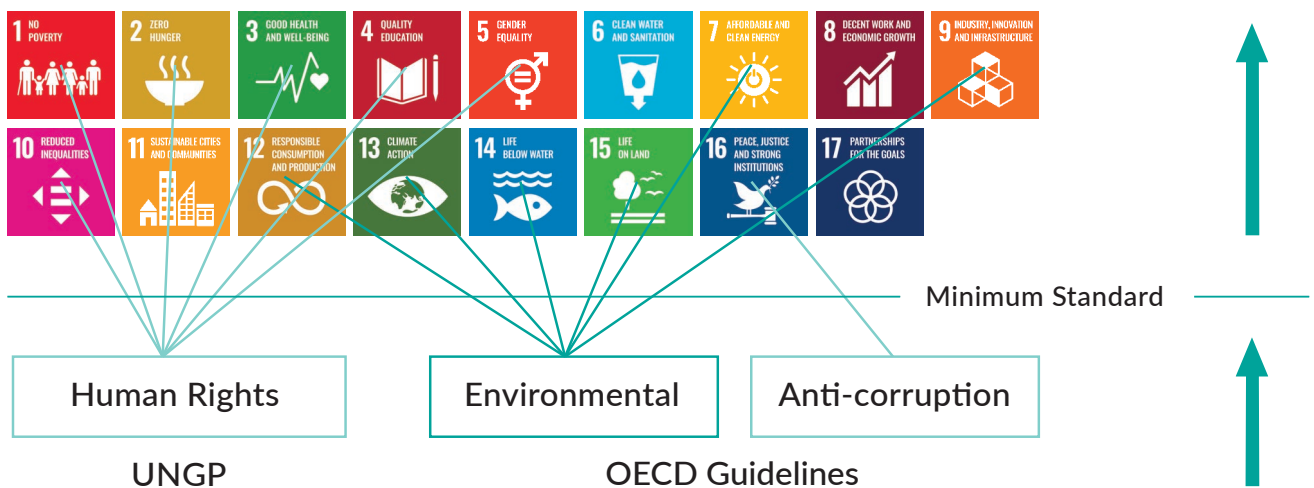 1 NO
POVERTY
2 ZERO
HUNGER
3 GOOD HEALTH
AND WELL-BEING
4 QUALITY
EDUCATION
5 GENDER
EQUALITY
6 CLEAN WATER
AND SANITATION
7 AFFORDABLE AND
CLEAN ENERGY
8 DECENT WORK AND
ECONOMIC GROWTH
9 INDUSTRY, INNOVATION
AND INFRASTRUCTURE
10 REDUCED
INEQUALITIES
11 SUSTAINABLE CITIES
AND COMMUNITIES
12 RESPONSIBLE
CONSUMPTION
AND PRODUCTION
13 CLIMATE
ACTION
14 LIFE
BELOW WATER
15 LIFE
ON LAND
16 PEACE, JUSTICE
AND STRONG
INSTITUTIONS
17 PARTNERSHIPS
FOR THE GOALS
Minimum Standard
Human Rights
Environmental
Anti-corruption
UNGP
OECD Guidelines